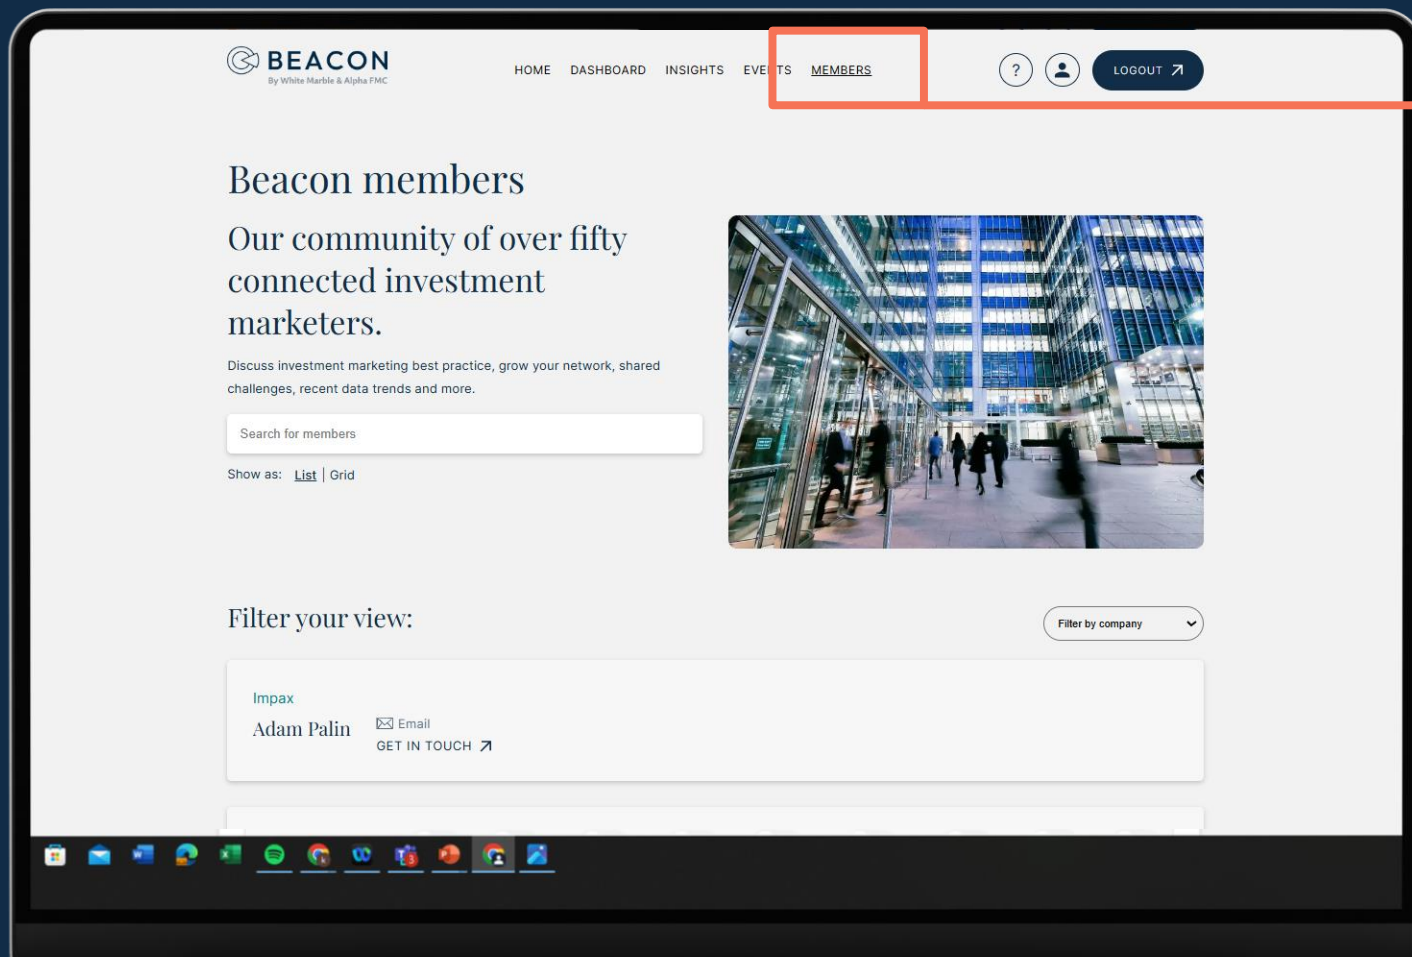 BEACON
By White Marble & Alpha FMC
HOME DASHBOARD INSIGHTS EVENTS MEMBERS
?
LOGOUT
Beacon members
Our community of over fifty
connected investment
marketers.
Discuss investment marketing best practice, grow your network, shared
challenges, recent data trends and more.
Search for members
Show as: List | Grid
Filter your view:
Filter by company
Impax
Adam Palin
Email
GET IN TOUCH